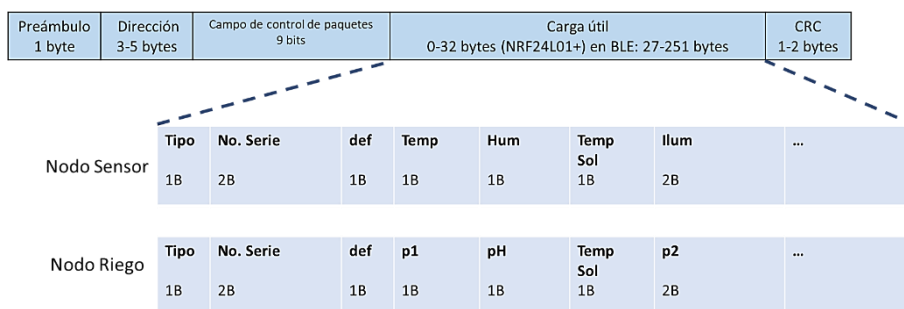 Preámbulo
1 byte
Dirección
3-5 bytes
Campo de control de paquetes
9 bits
Carga útil
0-32 bytes (NRF24L01+) en BLE: 27-251 bytes
CRC
1-2 bytes
Nodo Sensor
Tipo
1B
No. Serie
2B
def
1B
Temp
1B
Hum
1B
Temp
Sol
1B
Ilum
2B
...
Nodo Riego
Tipo
1B
No. Serie
2B
def
1B
p1
1B
pH
1B
Temp
Sol
1B
p2
2B
...